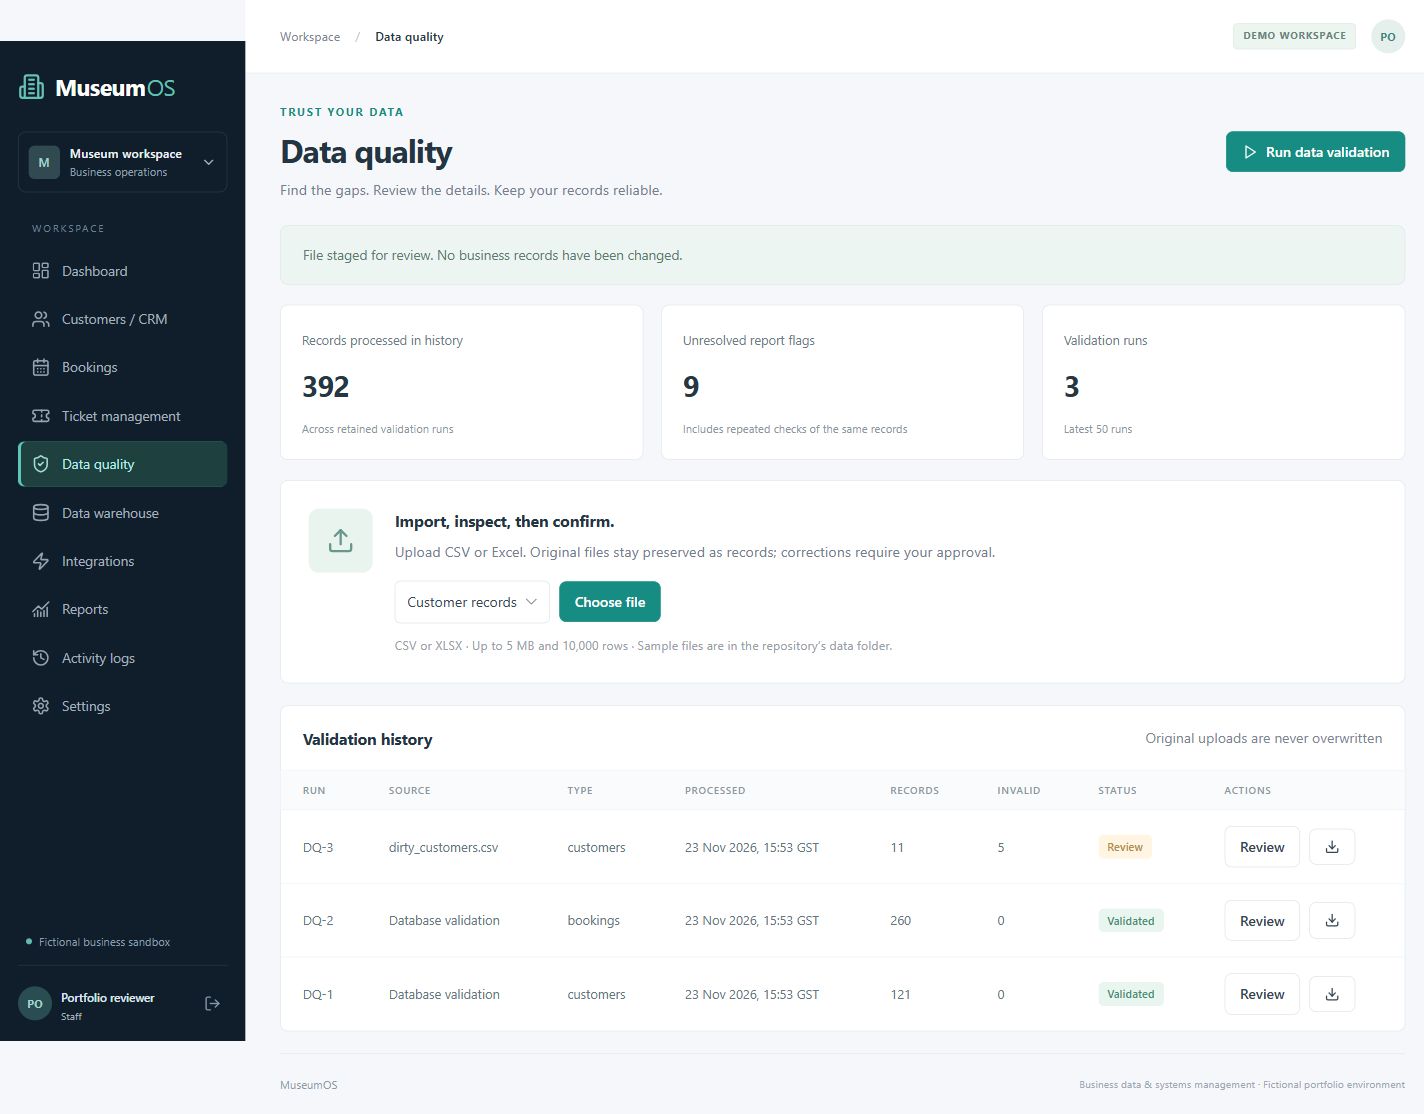 Workspace / Data quality
DEMO WORKSPACE
PO
MuseumOS
M
Museum workspace
Business operations
WORKSPACE
Dashboard
Customers / CRM
Bookings
Ticket management
Data quality
Data warehouse
Integrations
Reports
Activity logs
Settings
Fictional business sandbox
PO
Portfolio reviewer
Staff
TRUST YOUR DATA
Data quality
Find the gaps. Review the details. Keep your records reliable.
Run data validation
File staged for review. No business records have been changed.
Records processed in history
392
Across retained validation runs
Unresolved report flags
9
Includes repeated checks of the same records
Validation runs
3
Latest 50 runs
Import, inspect, then confirm.
Upload CSV or Excel. Original files stay preserved as records; corrections require your approval.
Customer records
Choose file
CSV or XLSX · Up to 5 MB and 10,000 rows · Sample files are in the repository's data folder.
Validation history
Original uploads are never overwritten
RUN SOURCE TYPE PROCESSED RECORDS INVALID STATUS ACTIONS
DQ-3 dirty_customers.csv customers 23 Nov 2026, 15:53 GST 11 5 Review Review
DQ-2 Database validation bookings 23 Nov 2026, 15:53 GST 260 0 Validated Review
DQ-1 Database validation customers 23 Nov 2026, 15:53 GST 121 0 Validated Review
MuseumOS
Business data & systems management · Fictional portfolio environment